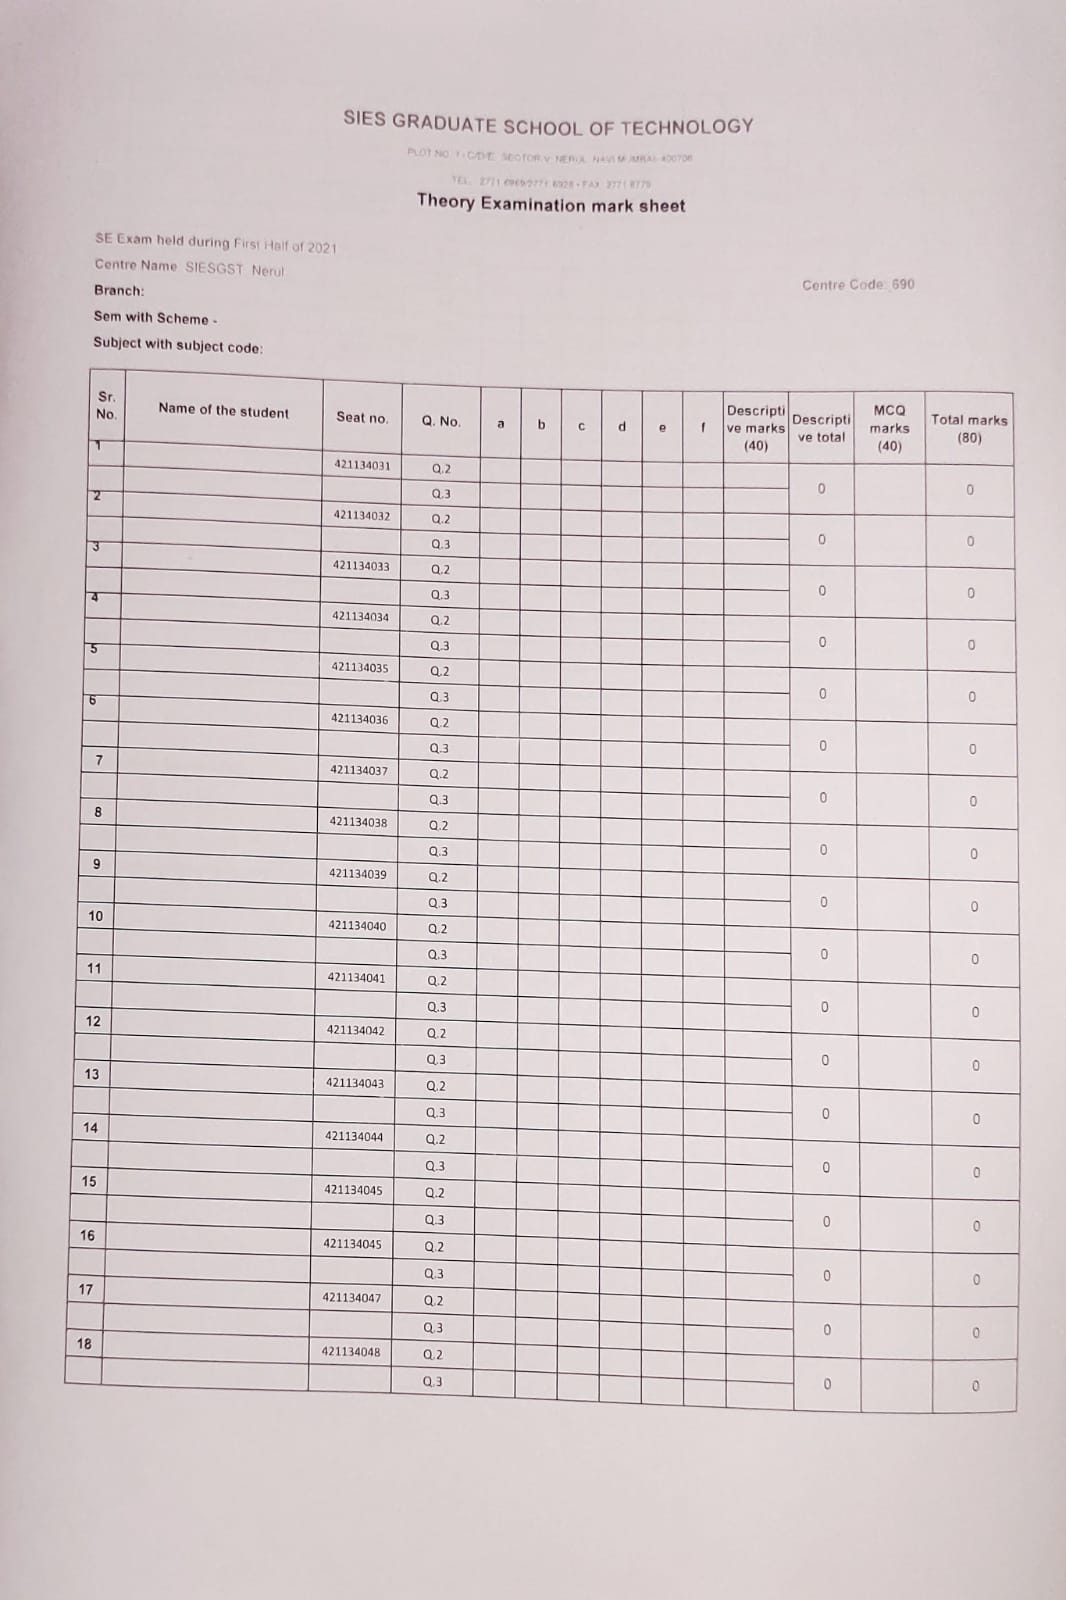 SIES GRADUATE SCHOOL OF TECHNOLOGY
PLOT NO 1-C/D/E SECTOR V NERUL NAVI MUMBAI-400706
TEL. 2771 FAX 2771 8779
Theory Examination mark sheet
SE Exam held during First Half of 2021
Centre Name SIESGST Nerul
Centre Code: 690
Branch:
Sem with Scheme -
Subject with subject code:
Sr. No. Name of the student Seat no. Q. No. a b c d e f Descripti ve marks (40) Descripti ve total MCQ marks (40) Total marks (80)
1 421134031 Q.2 0 0
Q.3
2 421134032 Q.2 0 0
Q.3
3 421134033 Q.2 0 0
Q.3
4 421134034 Q.2 0 0
Q.3
5 421134035 Q.2 0 0
Q.3
6 421134036 Q.2 0 0
Q.3
7 421134037 Q.2 0 0
Q.3
8 421134038 Q.2 0 0
Q.3
9 421134039 Q.2 0 0
Q.3
10 421134040 Q.2 0 0
Q.3
11 421134041 Q.2 0 0
Q.3
12 421134042 Q.2 0 0
Q.3
13 421134043 Q.2 0 0
Q.3
14 421134044 Q.2 0 0
Q.3
15 421134045 Q.2 0 0
Q.3
16 421134045 Q.2 0 0
Q.3
17 421134047 Q.2 0 0
Q.3
18 421134048 Q.2 0 0
Q.3